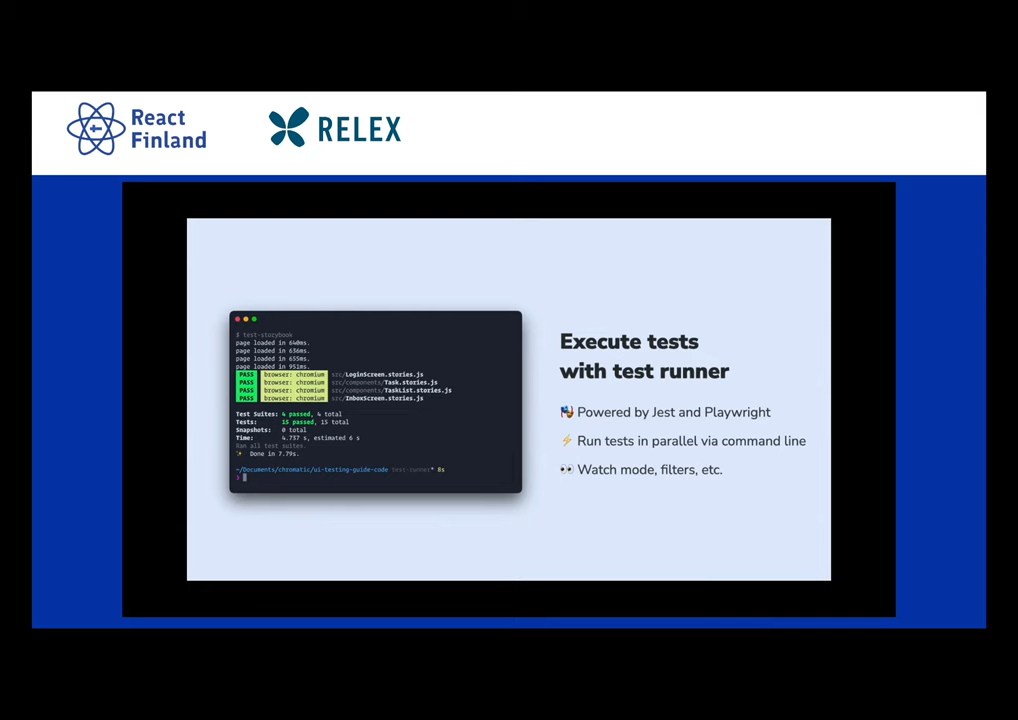 React
Finland
RELEX
$ test-storybook
page loaded in 640ms.
page loaded in 636ms.
page loaded in 655ms.
page loaded in 951ms.
PASS browser: chromium src/LoginScreen.stories.js
PASS browser: chromium src/components/Task.stories.js
PASS browser: chromium src/components/TaskList.stories.js
PASS browser: chromium src/InboxScreen.stories.js
Test Suites: 4 passed, 4 total
Tests: 15 passed, 15 total
Snapshots: 0 total
Time: 4.737 s, estimated 6 s
Ran all test suites.
✨ Done in 7.79s.
~/Documents/chromatic/ui-testing-guide-code test-runner* 8s
❯
Execute tests
with test runner
🃏 Powered by Jest and Playwright
⚡ Run tests in parallel via command line
👀 Watch mode, filters, etc.